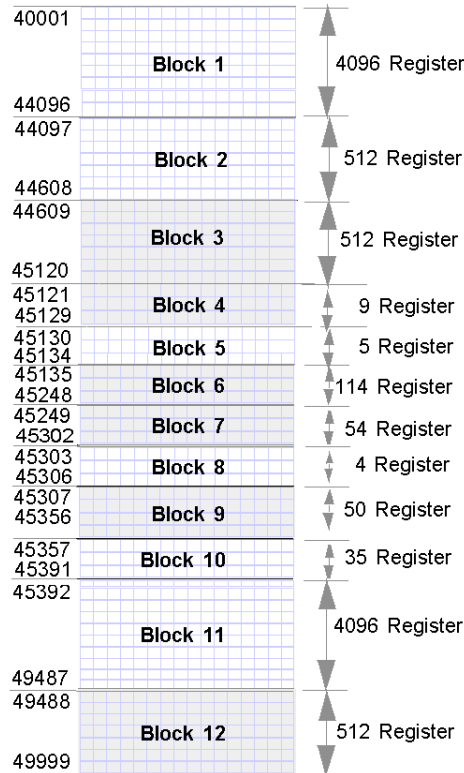 40001
Block 1
4096 Register
44096
44097
Block 2
512 Register
44608
44609
Block 3
512 Register
45120
45121
Block 4
9 Register
45129
45130
Block 5
5 Register
45134
45135
Block 6
114 Register
45248
45249
Block 7
54 Register
45302
45303
Block 8
4 Register
45306
45307
Block 9
50 Register
45356
45357
Block 10
35 Register
45391
45392
Block 11
4096 Register
49487
49488
Block 12
512 Register
49999